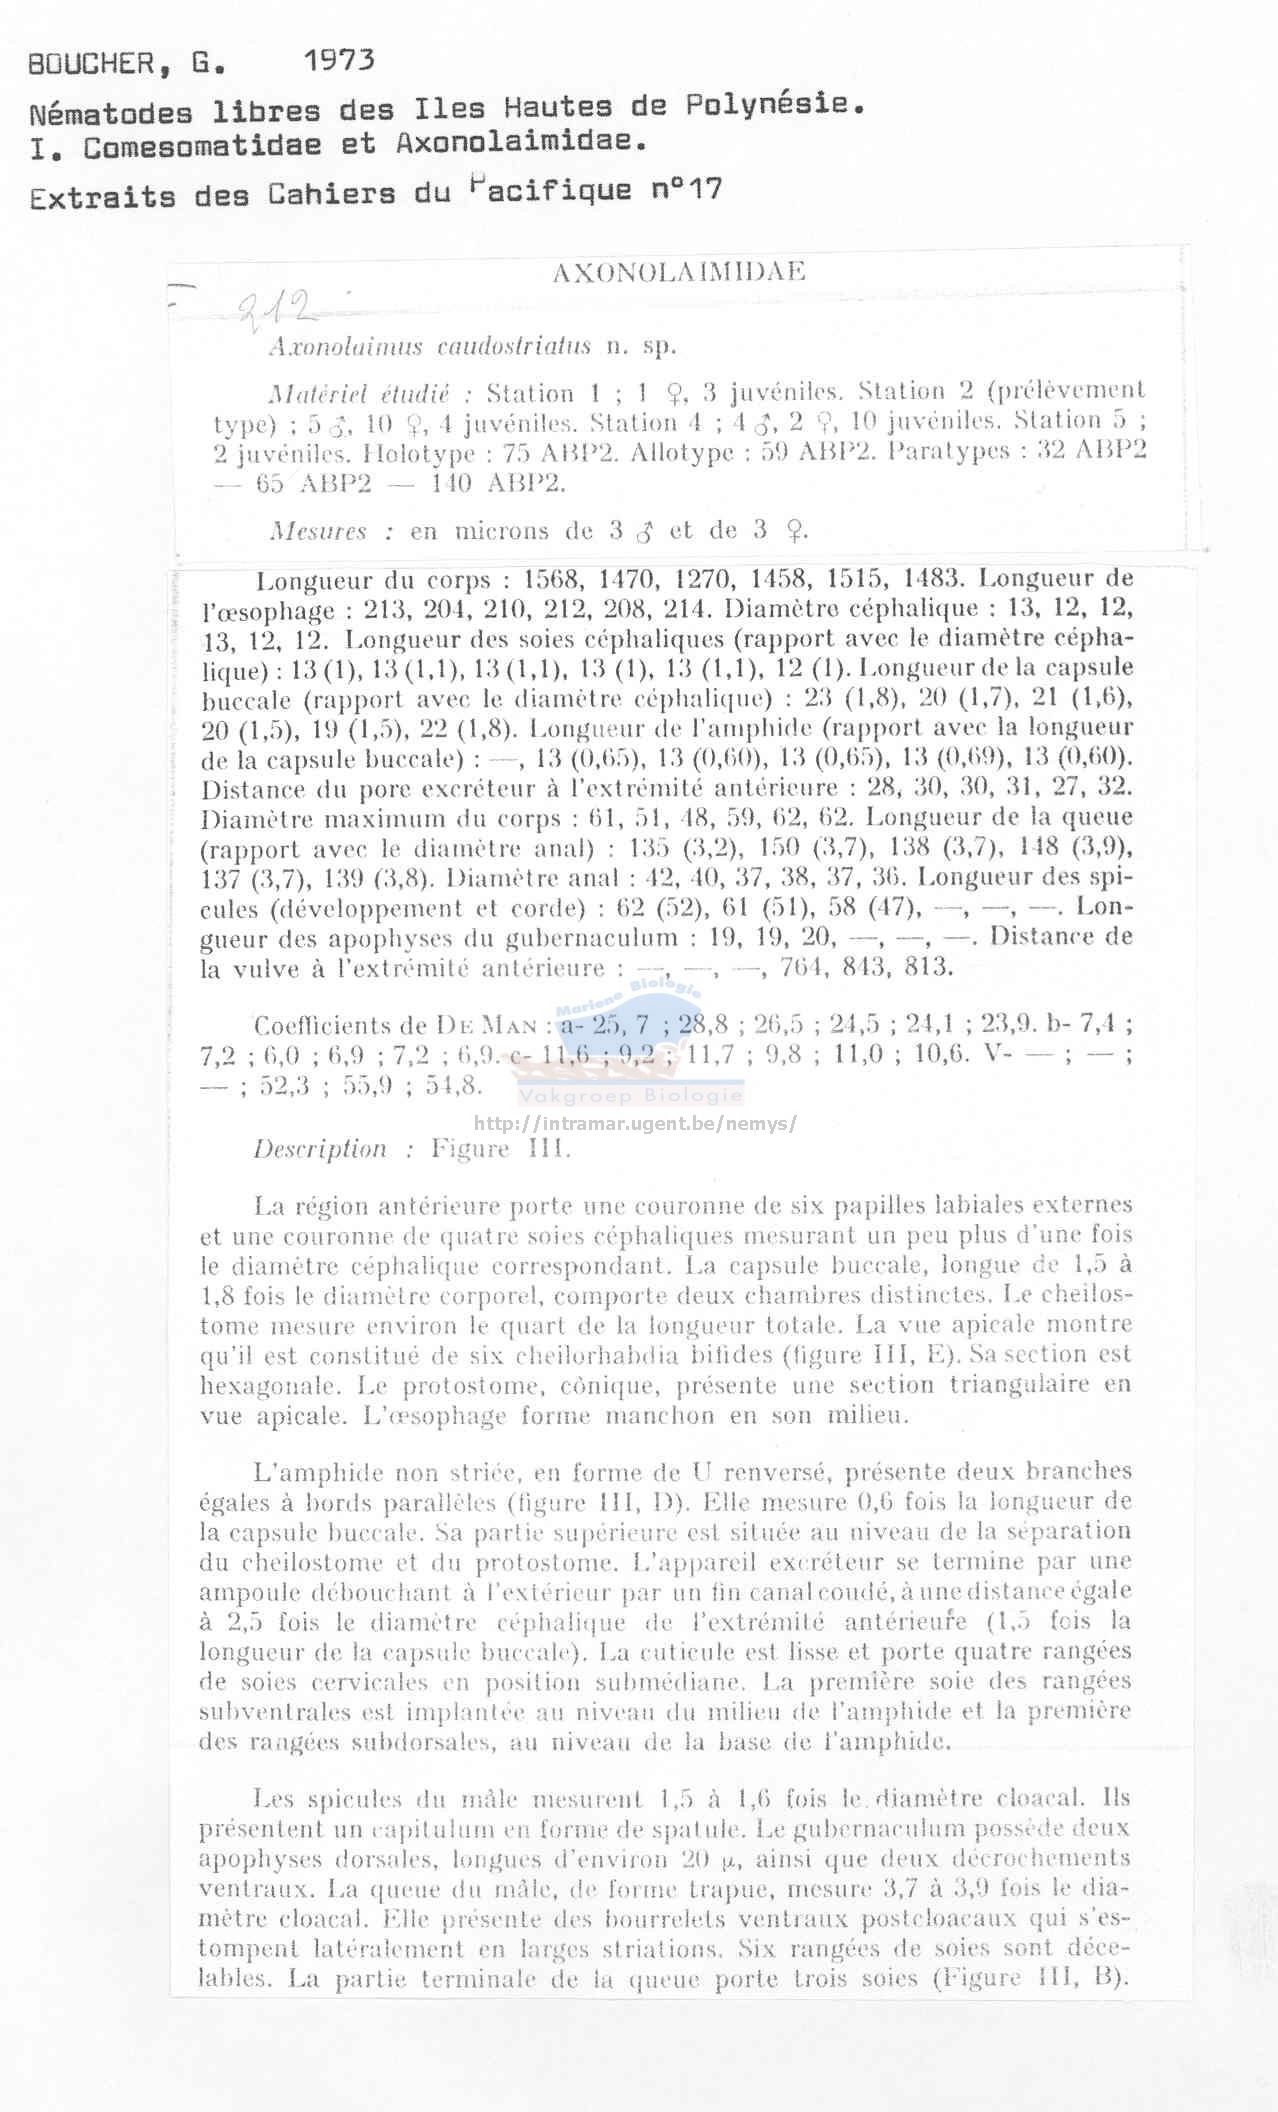 BOUCHER, G. 1973
Nématodes libres des Iles Hautes de Polynésie.
I. Comesomatidae et Axonolaimidae.
Extraits des Cahiers du Pacifique n°17
AXONOLAIMIDAE
212
Axonolaimus caudostriatus n. sp.
Matériel étudié : Station 1 ; 1 ♀, 3 juvéniles. Station 2 (prélèvement
type) ; 5 ♂, 10 ♀, 4 juvéniles. Station 4 ; 4 ♂, 2 ♀, 10 juvéniles. Station 5 ;
2 juvéniles. Holotype : 75 ABP2. Allotype : 59 ABP2. Paratypes : 32 ABP2
— 65 ABP2 — 140 ABP2.
Mesures : en microns de 3 ♂ et de 3 ♀.
Longueur du corps : 1568, 1470, 1270, 1458, 1515, 1483. Longueur de
l'œsophage : 213, 204, 210, 212, 208, 214. Diamètre céphalique : 13, 12, 12,
13, 12, 12. Longueur des soies céphaliques (rapport avec le diamètre cépha-
lique) : 13 (1), 13 (1,1), 13 (1,1), 13 (1), 13 (1,1), 12 (1). Longueur de la capsule
buccale (rapport avec le diamètre céphalique) : 23 (1,8), 20 (1,7), 21 (1,6),
20 (1,5), 19 (1,5), 22 (1,8). Longueur de l'amphide (rapport avec la longueur
de la capsule buccale) : —, 13 (0,65), 13 (0,60), 13 (0,65), 13 (0,69), 13 (0,60).
Distance du pore excréteur à l'extrémité antérieure : 28, 30, 30, 31, 27, 32.
Diamètre maximum du corps : 61, 51, 48, 59, 62, 62. Longueur de la queue
(rapport avec le diamètre anal) : 135 (3,2), 150 (3,7), 138 (3,7), 148 (3,9),
137 (3,7), 139 (3,8). Diamètre anal : 42, 40, 37, 38, 37, 36. Longueur des spi-
cules (développement et corde) : 62 (52), 61 (51), 58 (47), —, —, —. Lon-
gueur des apophyses du gubernaculum : 19, 19, 20, —, —, —. Distance de
la vulve à l'extrémité antérieure : —, —, —, 764, 843, 813.
Marine Biologie
Coefficients de DE MAN : a- 25, 7 ; 28,8 ; 26,5 ; 24,5 ; 24,1 ; 23,9. b- 7,4 ;
7,2 ; 6,0 ; 6,9 ; 7,2 ; 6,9. c- 11,6 ; 9,2 ; 11,7 ; 9,8 ; 11,0 ; 10,6. V- — ; — ;
— ; 52,3 ; 55,9 ; 54,8.
Vakgroep Biologie
http://intramar.ugent.be/nemys/
Description : Figure III.
La région antérieure porte une couronne de six papilles labiales externes
et une couronne de quatre soies céphaliques mesurant un peu plus d'une fois
le diamètre céphalique correspondant. La capsule buccale, longue de 1,5 à
1,8 fois le diamètre corporel, comporte deux chambres distinctes. Le cheilos-
tome mesure environ le quart de la longueur totale. La vue apicale montre
qu'il est constitué de six cheilorhabdia bifides (figure III, E). Sa section est
hexagonale. Le protostome, cônique, présente une section triangulaire en
vue apicale. L'œsophage forme manchon en son milieu.
L'amphide non striée, en forme de U renversé, présente deux branches
égales à bords parallèles (figure III, D). Elle mesure 0,6 fois la longueur de
la capsule buccale. Sa partie supérieure est située au niveau de la séparation
du cheilostome et du protostome. L'appareil excréteur se termine par une
ampoule débouchant à l'extérieur par un fin canal coudé, à une distance égale
à 2,5 fois le diamètre céphalique de l'extrémité antérieure (1,5 fois la
longueur de la capsule buccale). La cuticule est lisse et porte quatre rangées
de soies cervicales en position submédiane. La première soie des rangées
subventrales est implantée au niveau du milieu de l'amphide et la première
des rangées subdorsales, au niveau de la base de l'amphide.
Les spicules du mâle mesurent 1,5 à 1,6 fois le diamètre cloacal. Ils
présentent un capitulum en forme de spatule. Le gubernaculum possède deux
apophyses dorsales, longues d'environ 20 µ, ainsi que deux décrochements
ventraux. La queue du mâle, de forme trapue, mesure 3,7 à 3,9 fois le dia-
mètre cloacal. Elle présente des bourrelets ventraux postcloacaux qui s'es-
tompent latéralement en larges striations. Six rangées de soies sont déce-
lables. La partie terminale de la queue porte trois soies (Figure III, B).